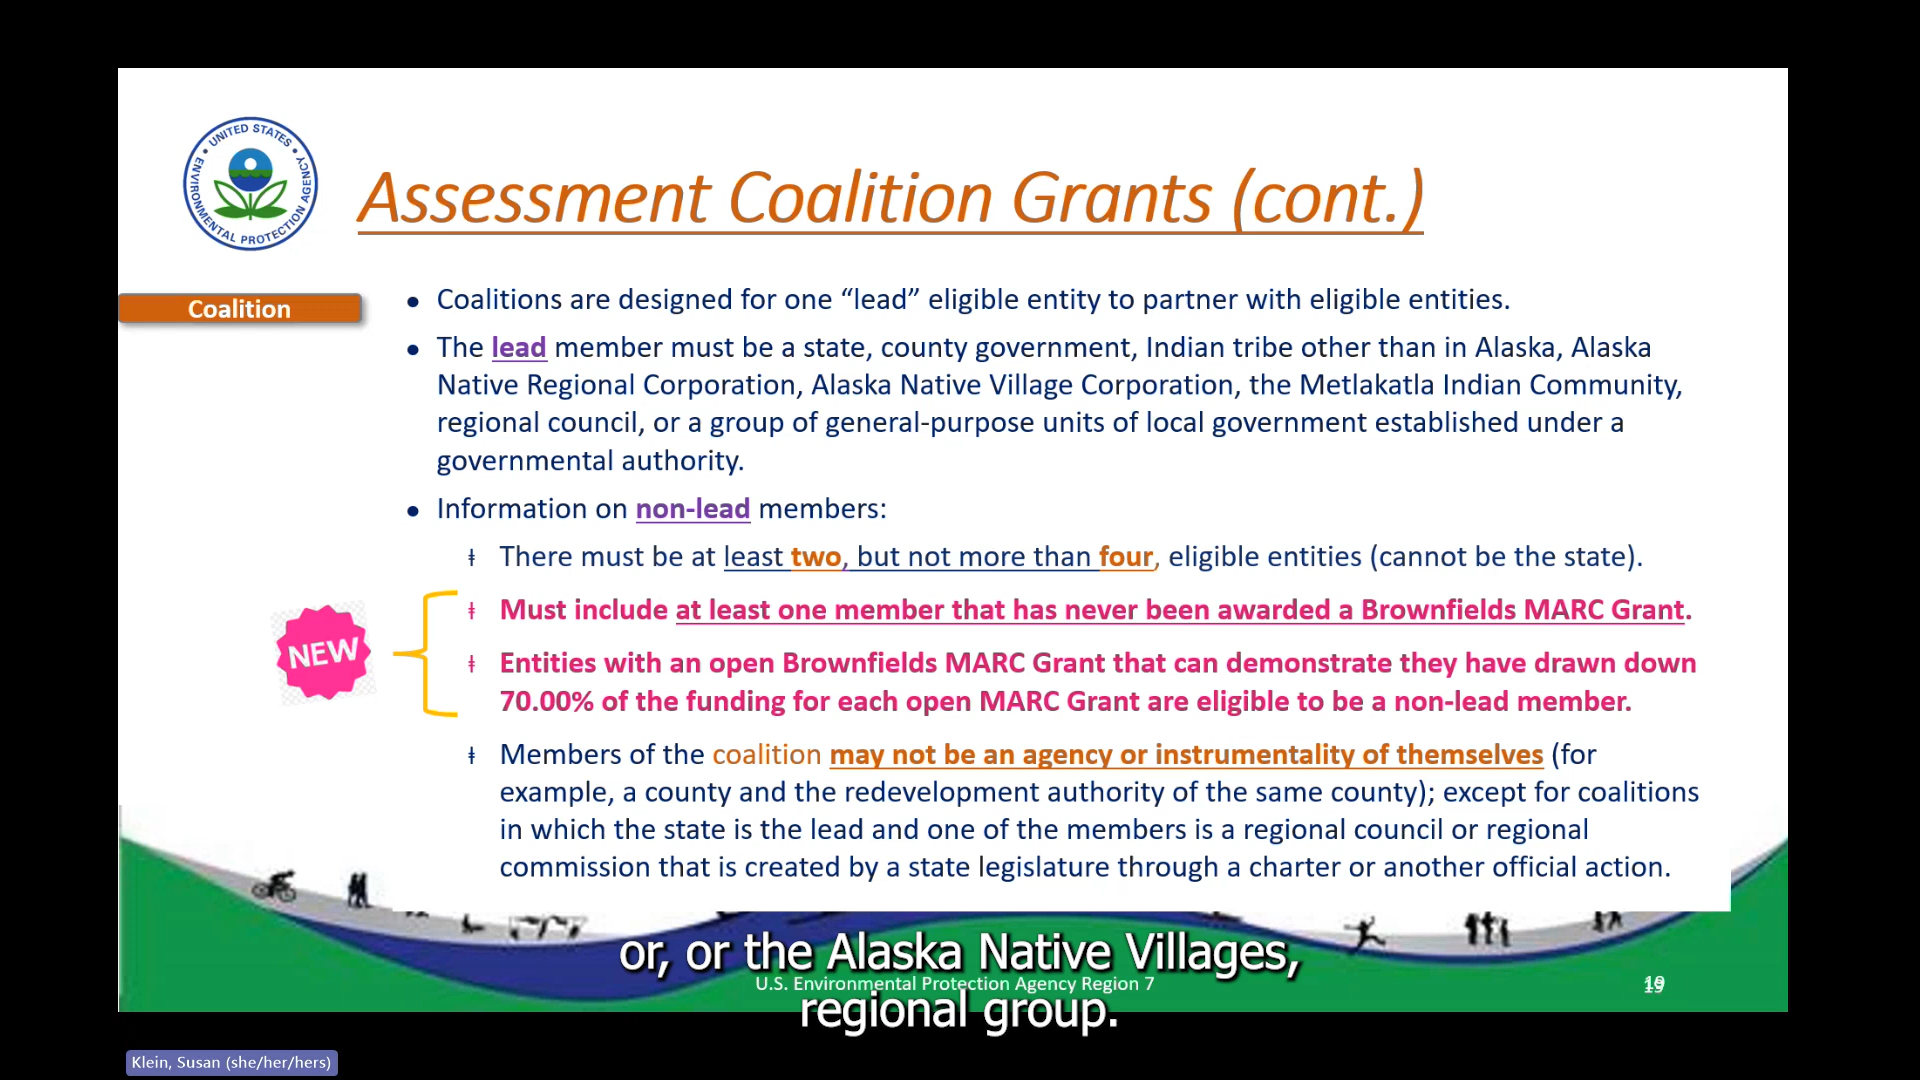 UNITED STATES
ENVIRONMENTAL PROTECTION AGENCY
Assessment Coalition Grants (cont.)
Coalition
• Coalitions are designed for one “lead” eligible entity to partner with eligible entities.
• The lead member must be a state, county government, Indian tribe other than in Alaska, Alaska
Native Regional Corporation, Alaska Native Village Corporation, the Metlakatla Indian Community,
regional council, or a group of general-purpose units of local government established under a
governmental authority.
• Information on non-lead members:
There must be at least two, but not more than four, eligible entities (cannot be the state).
NEW
Must include at least one member that has never been awarded a Brownfields MARC Grant.
Entities with an open Brownfields MARC Grant that can demonstrate they have drawn down
70.00% of the funding for each open MARC Grant are eligible to be a non-lead member.
Members of the coalition may not be an agency or instrumentality of themselves (for
example, a county and the redevelopment authority of the same county); except for coalitions
in which the state is the lead and one of the members is a regional council or regional
commission that is created by a state legislature through a charter or another official action.
or, or the Alaska Native Villages,
U.S. Environmental Protection Agency Region 7
regional group.
Klein, Susan (she/her/hers)